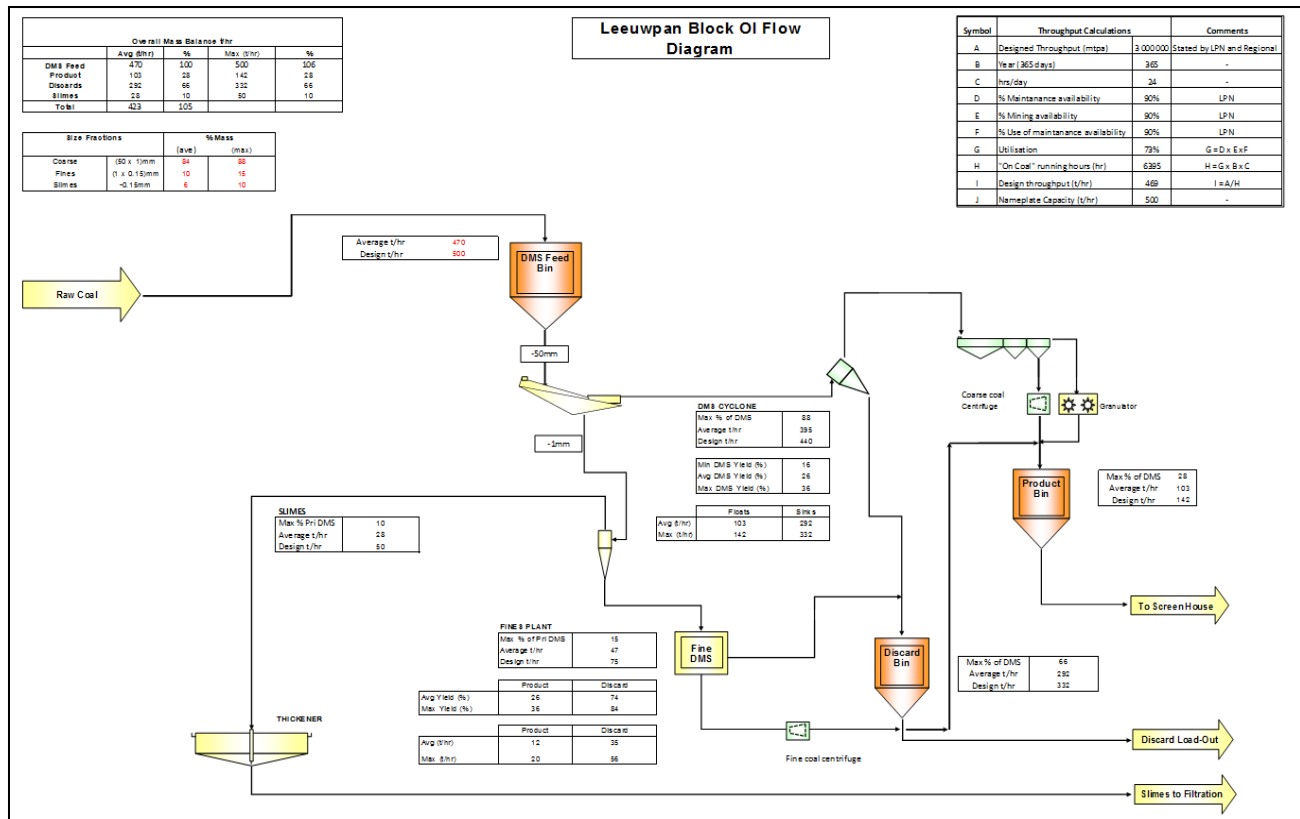 Leeuwpan Block OI Flow
Diagram
Overall Mass Balance t/hr
Avg (t/hr) % Max (t/hr) %
DMS Feed 470 100 500 106
Product 103 28 142 28
Discards 292 66 332 66
Slimes 28 10 50 10
Total 423 105
Size Fractions %Mass
(ave) (max)
Coarse (50 x 1)mm 84 88
Fines (1 x 0.15)mm 10 15
Slimes -0.15mm 6 10
Symbol Throughput Calculations Comments
A Designed Throughput (mtpa) 3 000 000 Stated by LPN and Regional
B Year (365 days) 365 -
C hrs/day 24 -
D % Maintanance availability 90% LPN
E % Mining availability 90% LPN
F % Use of maintanance availability 90% LPN
G Utilisation 73% G = D x E x F
H "On Coal" running hours (hr) 6395 H = G x B x C
I Design throughput (t/hr) 469 I = A/H
J Nameplate Capacity (t/hr) 500 -
Average t/hr 470
Design t/hr 500
DMS Feed
Bin
Raw Coal
-50mm
-1mm
DMS CYCLONE
Max % of DMS 88
Average t/hr 395
Design t/hr 440
Min DMS Yield (%) 16
Avg DMS Yield (%) 26
Max DMS Yield (%) 36
Floats Sinks
Avg (t/hr) 103 292
Max (t/hr) 142 332
Coarse coal
Centrifuge
Granulator
Product
Bin
Max % of DMS 28
Average t/hr 103
Design t/hr 142
SLIMES
Max % Pri DMS 10
Average t/hr 28
Design t/hr 50
To Screen House
FINES PLANT
Max % of Pri DMS 15
Average t/hr 47
Design t/hr 75
Fine
DMS
Discard
Bin
Max % of DMS 66
Average t/hr 292
Design t/hr 332
Product Discard
Avg Yield (%) 26 74
Max Yield (%) 36 84
THICKENER
Product Discard
Avg (t/hr) 12 35
Max (t/hr) 20 56
Fine coal centrifuge
Discard Load-Out
Slimes to Filtration